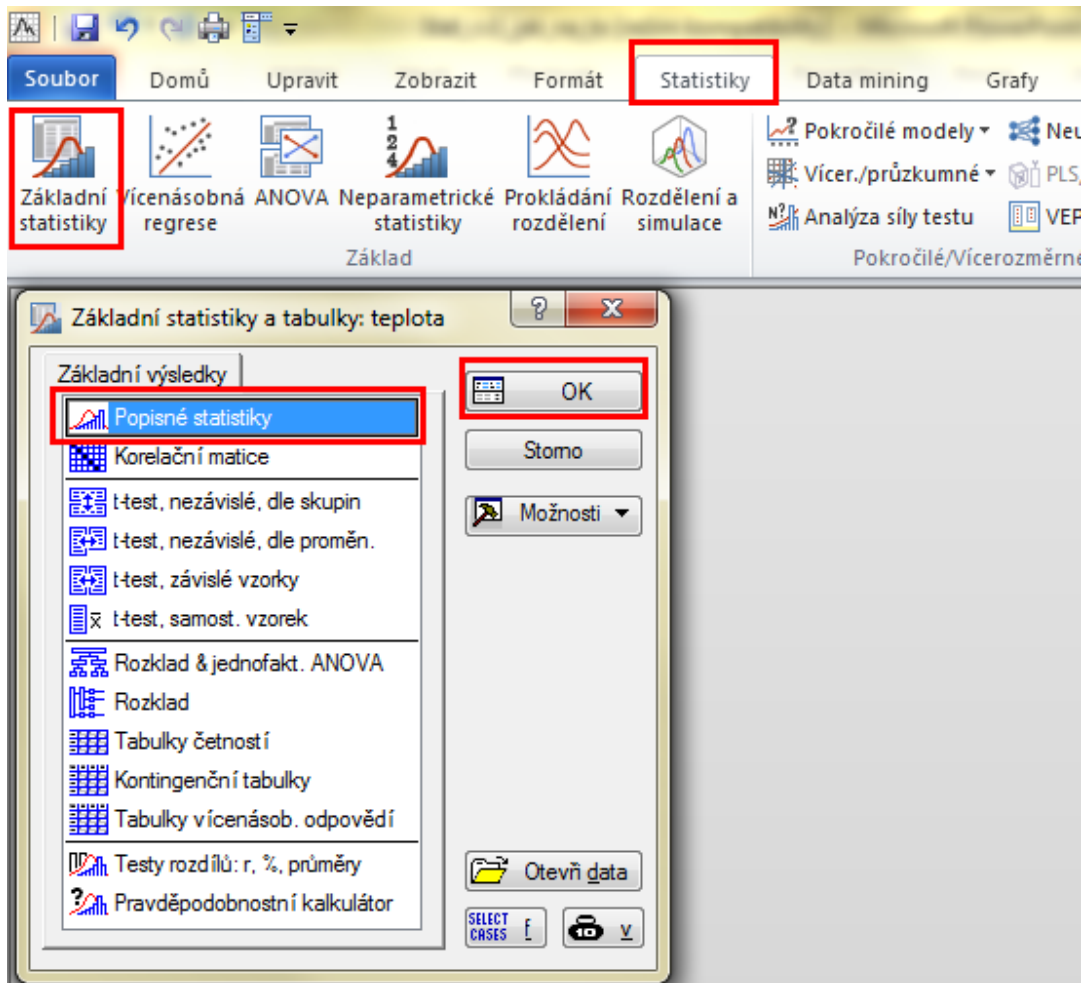 Soubor Domů Upravit Zobrazit Formát Statistiky Data mining Grafy
Základní statistiky
Vícenásobná regrese
ANOVA
Neparametrické statistiky
Prokládání rozdělení
Rozdělení a simulace
Základ
Pokročilé modely
Vícer./průzkumné
Analýza síly testu
Neu
PLS,
VEP
Pokročilé/Vícerozměrné
Základní statistiky a tabulky: teplota
Základní výsledky
Popisné statistiky
Korelační matice
t-test, nezávislé, dle skupin
t-test, nezávislé, dle proměn.
t-test, závislé vzorky
t-test, samost. vzorek
Rozklad & jednofakt. ANOVA
Rozklad
Tabulky četností
Kontingenční tabulky
Tabulky vícenásob. odpovědí
Testy rozdílů: r, %, průměry
Pravděpodobnostní kalkulátor
OK
Storno
Možnosti
Otevři data
SELECT CASES f
v